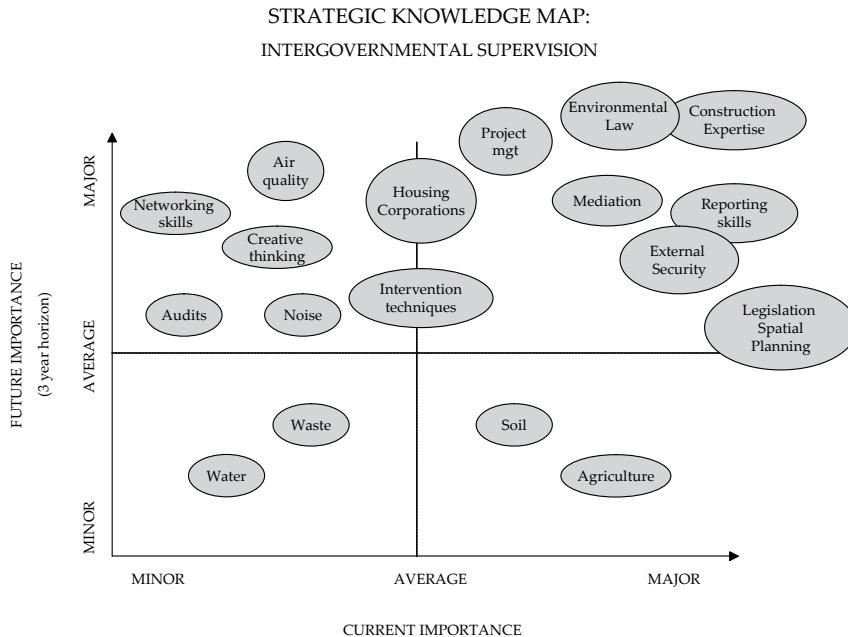 STRATEGIC KNOWLEDGE MAP:
INTERGOVERNMENTAL SUPERVISION
Environmental
Law
Construction
Expertise
Project
mgt
Air
quality
Housing
Corporations
Networking
skills
Mediation
Reporting
skills
Creative
thinking
External
Security
Intervention
techniques
Audits
Noise
Legislation
Spatial
Planning
Waste
Soil
Water
Agriculture
FUTURE IMPORTANCE
(3 year horizon)
MAJOR
AVERAGE
MINOR
MINOR
AVERAGE
MAJOR
CURRENT IMPORTANCE